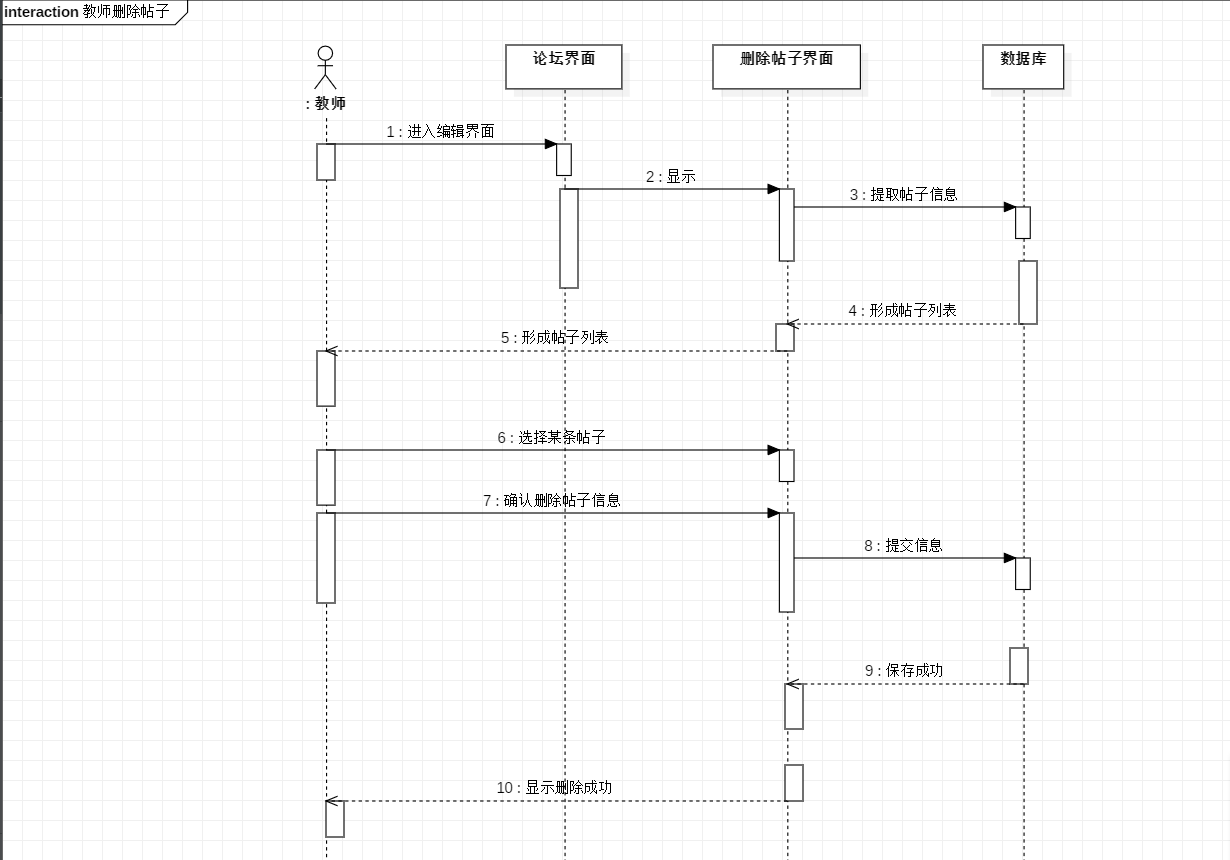 interaction 教师删除帖子
论坛界面
删除帖子界面
数据库
: 教师
1 : 进入编辑界面
2 : 显示
3 : 提取帖子信息
4 : 形成帖子列表
5 : 形成帖子列表
6 : 选择某条帖子
7 : 确认删除帖子信息
8 : 提交信息
9 : 保存成功
10 : 显示删除成功